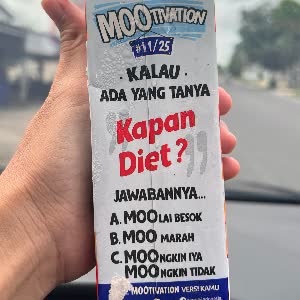 MOOTIVATION
#11/25
· KALAU ·
ADA YANG TANYA
"Kapan
Diet?"
JAWABANNYA...
A. MOOLAI BESOK
B. MOO MARAH
C. MOONGKIN IYA
MOONGKIN TIDAK
MOOTIVATION VERSI KAMU